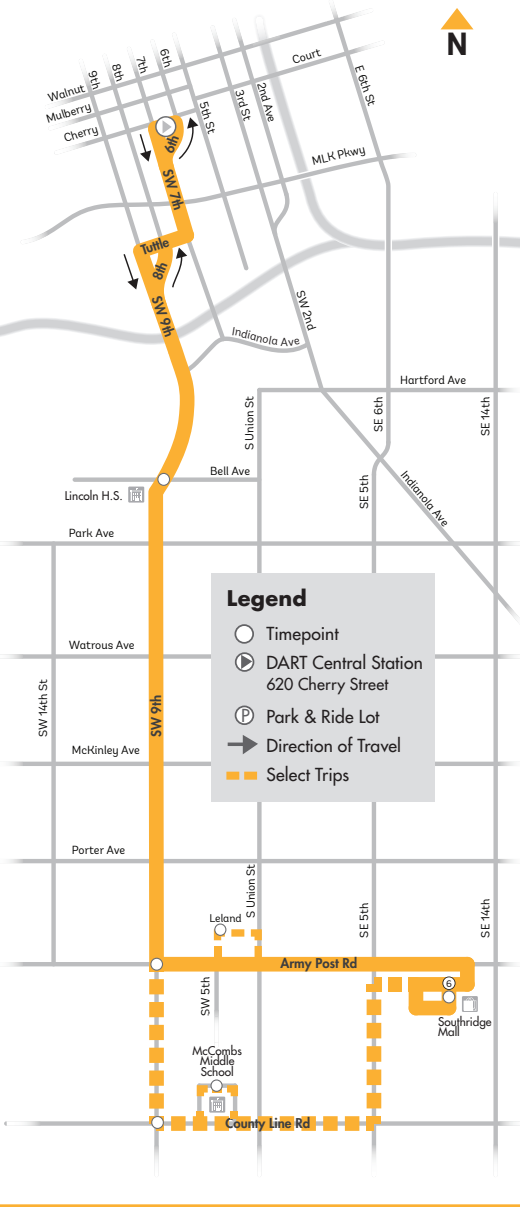 N
6th
7th
8th
9th
Court
Walnut
Mulberry
Cherry
5th St
3rd St
2nd Ave
E 6th St
6th
MLK Pkwy
SW 7th
Tuttle
8th
SW 9th
SW 2nd
Indianola Ave
Hartford Ave
S Union St
SE 6th
SE 14th
Bell Ave
Lincoln H.S.
SE 5th
Indianola Ave
Park Ave
Legend
Timepoint
DART Central Station
620 Cherry Street
P Park & Ride Lot
Direction of Travel
Select Trips
Watrous Ave
SW 14th St
SW 9th
McKinley Ave
Porter Ave
S Union St
SE 5th
SE 14th
Leland
Army Post Rd
SW 5th
6
Southridge
Mall
McCombs
Middle
School
County Line Rd